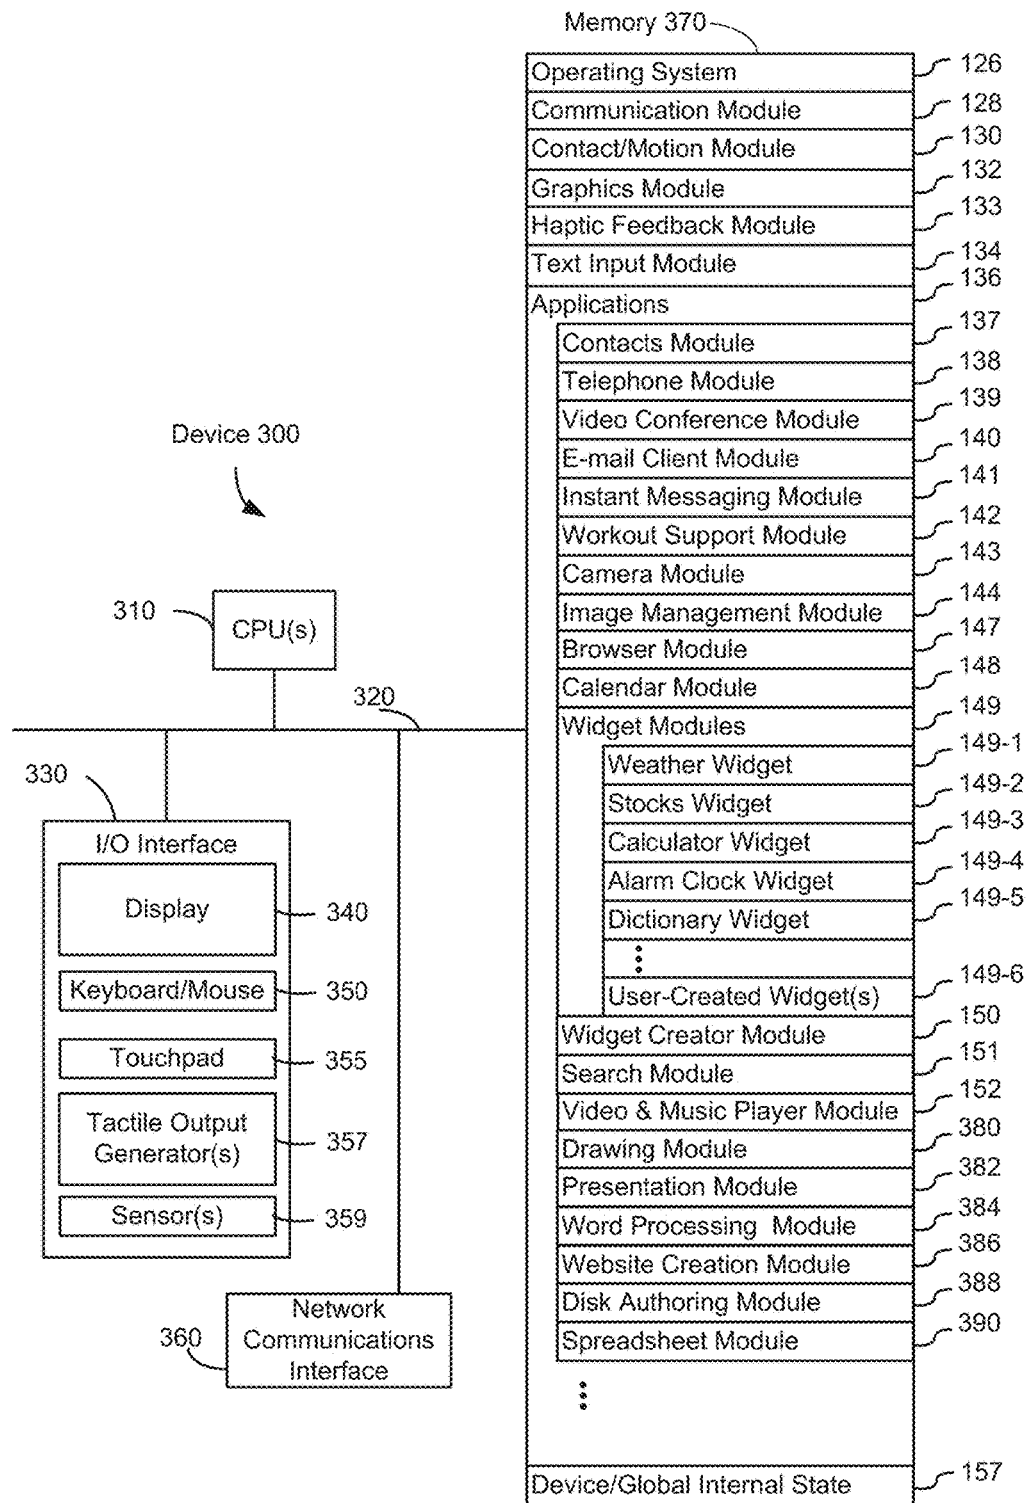 Memory 370
Operating System 126
Communication Module 128
Contact/Motion Module 130
Graphics Module 132
Haptic Feedback Module 133
Text Input Module 134
Applications 136
Contacts Module 137
Telephone Module 138
Video Conference Module 139
E-mail Client Module 140
Instant Messaging Module 141
Workout Support Module 142
Camera Module 143
Image Management Module 144
Browser Module 147
Calendar Module 148
Widget Modules 149
Weather Widget 149-1
Stocks Widget 149-2
Calculator Widget 149-3
Alarm Clock Widget 149-4
Dictionary Widget 149-5
User-Created Widget(s) 149-6
Widget Creator Module 150
Search Module 151
Video & Music Player Module 152
Drawing Module 380
Presentation Module 382
Word Processing Module 384
Website Creation Module 386
Disk Authoring Module 388
Spreadsheet Module 390
Device/Global Internal State 157
Device 300
310
CPU(s)
320
330
I/O Interface
Display 340
Keyboard/Mouse 350
Touchpad 355
Tactile Output
Generator(s) 357
Sensor(s) 359
360
Network
Communications
Interface